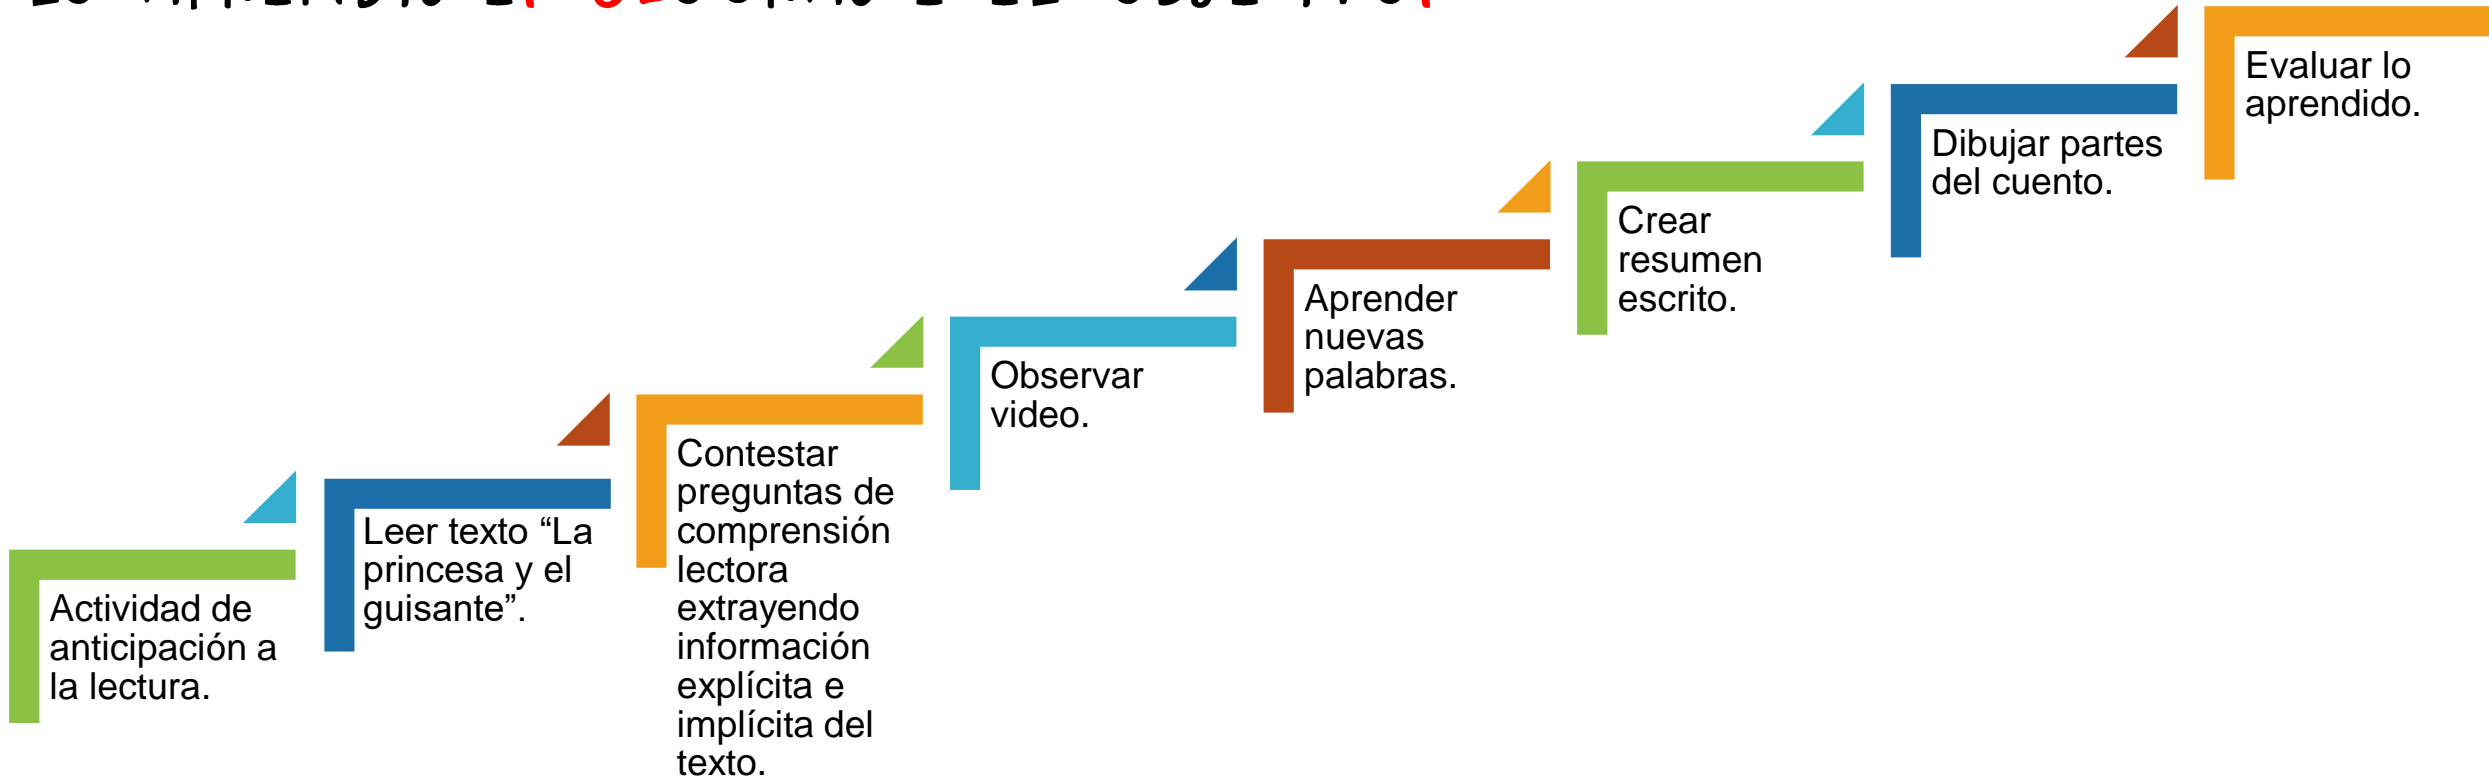 Actividad de
anticipación a
la lectura.
Leer texto “La
princesa y el
guisante”.
Contestar
preguntas de
comprensión
lectora
extrayendo
información
explícita e
implícita del
texto.
Observar
video.
Aprender
nuevas
palabras.
Crear
resumen
escrito.
Dibujar partes
del cuento.
Evaluar lo
aprendido.